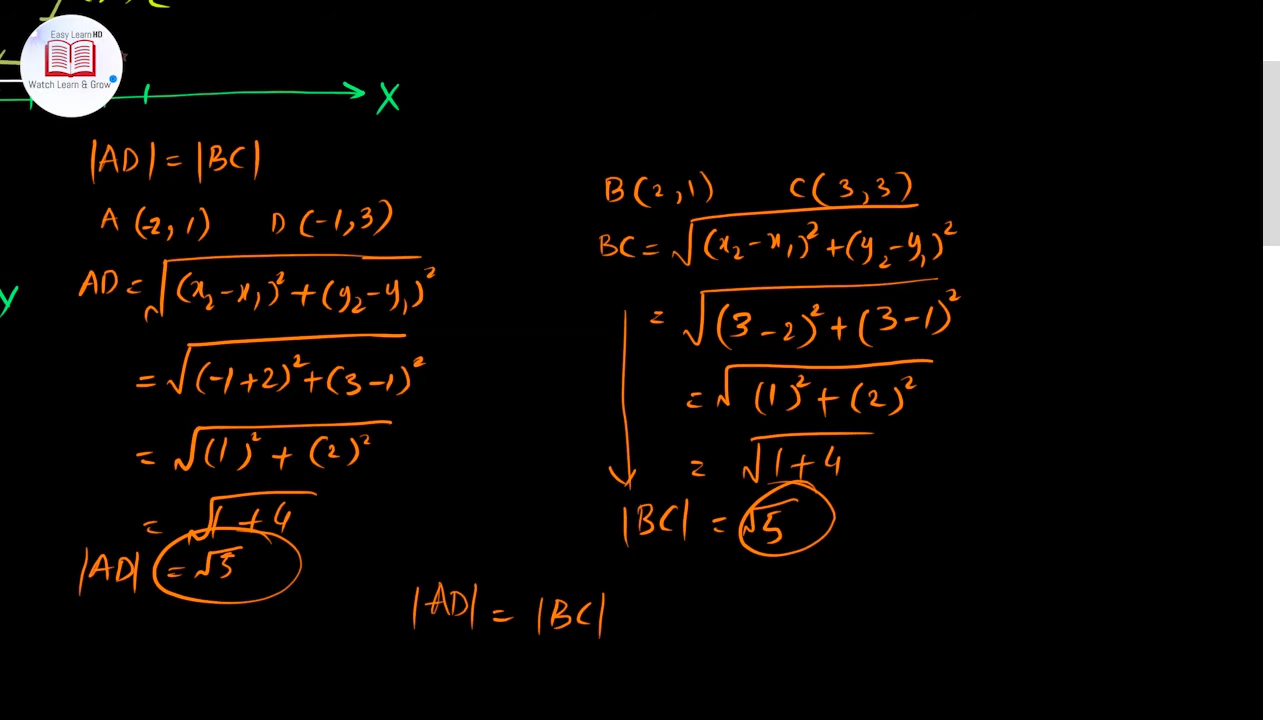 Easy Learn HD
Watch Learn & Grow
X
y
|AD| = |BC|
A (-2, 1) D (-1, 3)
AD = √(x₂ - x₁)² + (y₂ - y₁)²
= √(-1+2)² + (3-1)²
= √(1)² + (2)²
= √1+4
|AD| = √5
B (2, 1) C (3, 3)
BC = √(x₂ - x₁)² + (y₂ - y₁)²
= √(3-2)² + (3-1)²
= √(1)² + (2)²
= √1+4
|BC| = √5
|AD| = |BC|